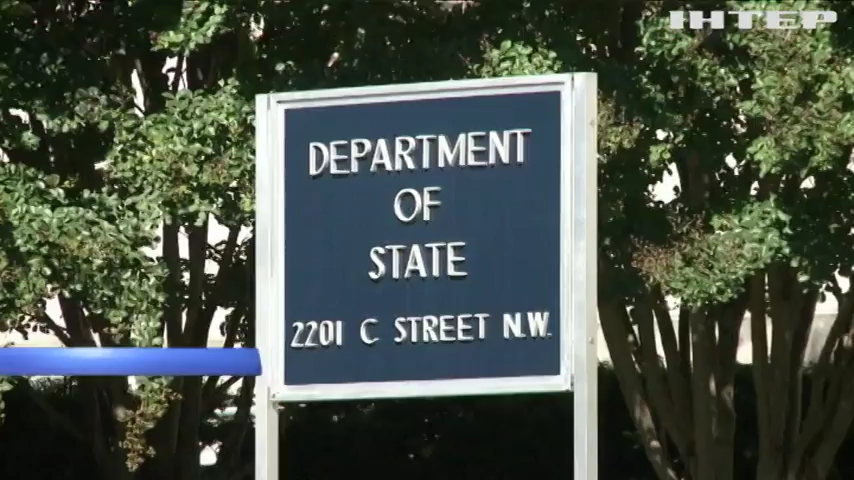 ІНТЕР
DEPARTMENT
OF
STATE
2201 C STREET N.W.